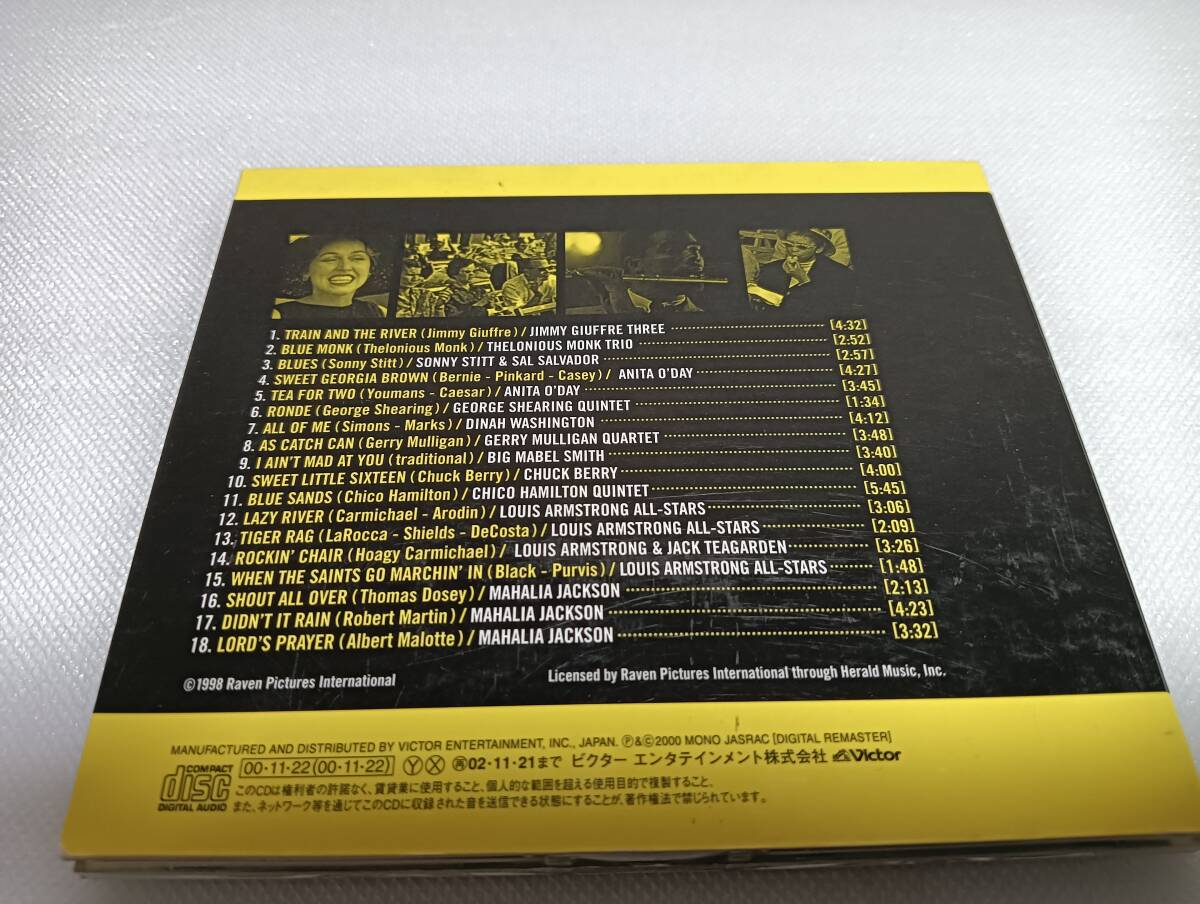 1. TRAIN AND THE RIVER (Jimmy Giuffre) / JIMMY GIUFFRE THREE [4:32]
2. BLUE MONK (Thelonious Monk) / THELONIOUS MONK TRIO [2:52]
3. BLUES (Sonny Stitt) / SONNY STITT & SAL SALVADOR [2:57]
4. SWEET GEORGIA BROWN (Bernie - Pinkard - Casey) / ANITA O'DAY [4:27]
5. TEA FOR TWO (Youmans - Caesar) / ANITA O'DAY [3:45]
6. RONDE (George Shearing) / GEORGE SHEARING QUINTET [1:34]
7. ALL OF ME (Simons - Marks) / DINAH WASHINGTON [4:12]
8. AS CATCH CAN (Gerry Mulligan) / GERRY MULLIGAN QUARTET [3:48]
9. I AIN'T MAD AT YOU (traditional) / BIG MABEL SMITH [3:40]
10. SWEET LITTLE SIXTEEN (Chuck Berry) / CHUCK BERRY [4:00]
11. BLUE SANDS (Chico Hamilton) / CHICO HAMILTON QUINTET [5:45]
12. LAZY RIVER (Carmichael - Arodin) / LOUIS ARMSTRONG ALL-STARS [3:06]
13. TIGER RAG (LaRocca - Shields - DeCosta) / LOUIS ARMSTRONG ALL-STARS [2:09]
14. ROCKIN' CHAIR (Hoagy Carmichael) / LOUIS ARMSTRONG & JACK TEAGARDEN [3:26]
15. WHEN THE SAINTS GO MARCHIN' IN (Black - Purvis) / LOUIS ARMSTRONG ALL-STARS [1:48]
16. SHOUT ALL OVER (Thomas Dosey) / MAHALIA JACKSON [2:13]
17. DIDN'T IT RAIN (Robert Martin) / MAHALIA JACKSON [4:23]
18. LORD'S PRAYER (Albert Malotte) / MAHALIA JACKSON [3:32]
©1998 Raven Pictures International Licensed by Raven Pictures International through Herald Music, Inc.
MANUFACTURED AND DISTRIBUTED BY VICTOR ENTERTAINMENT, INC., JAPAN. ℗&©2000 MONO JASRAC [DIGITAL REMASTER]
COMPACT disc DIGITAL AUDIO 00·11·22(00·11·22) Ⓨ Ⓧ 再 02·11·21まで ビクター エンタテインメント株式会社 Victor
このCDは権利者の許諾なく、賃貸業に使用すること、個人的な範囲を超える使用目的で複製すること、
また、ネットワーク等を通じてこのCDに収録された音を送信できる状態にすることが、著作権法で禁じられています。